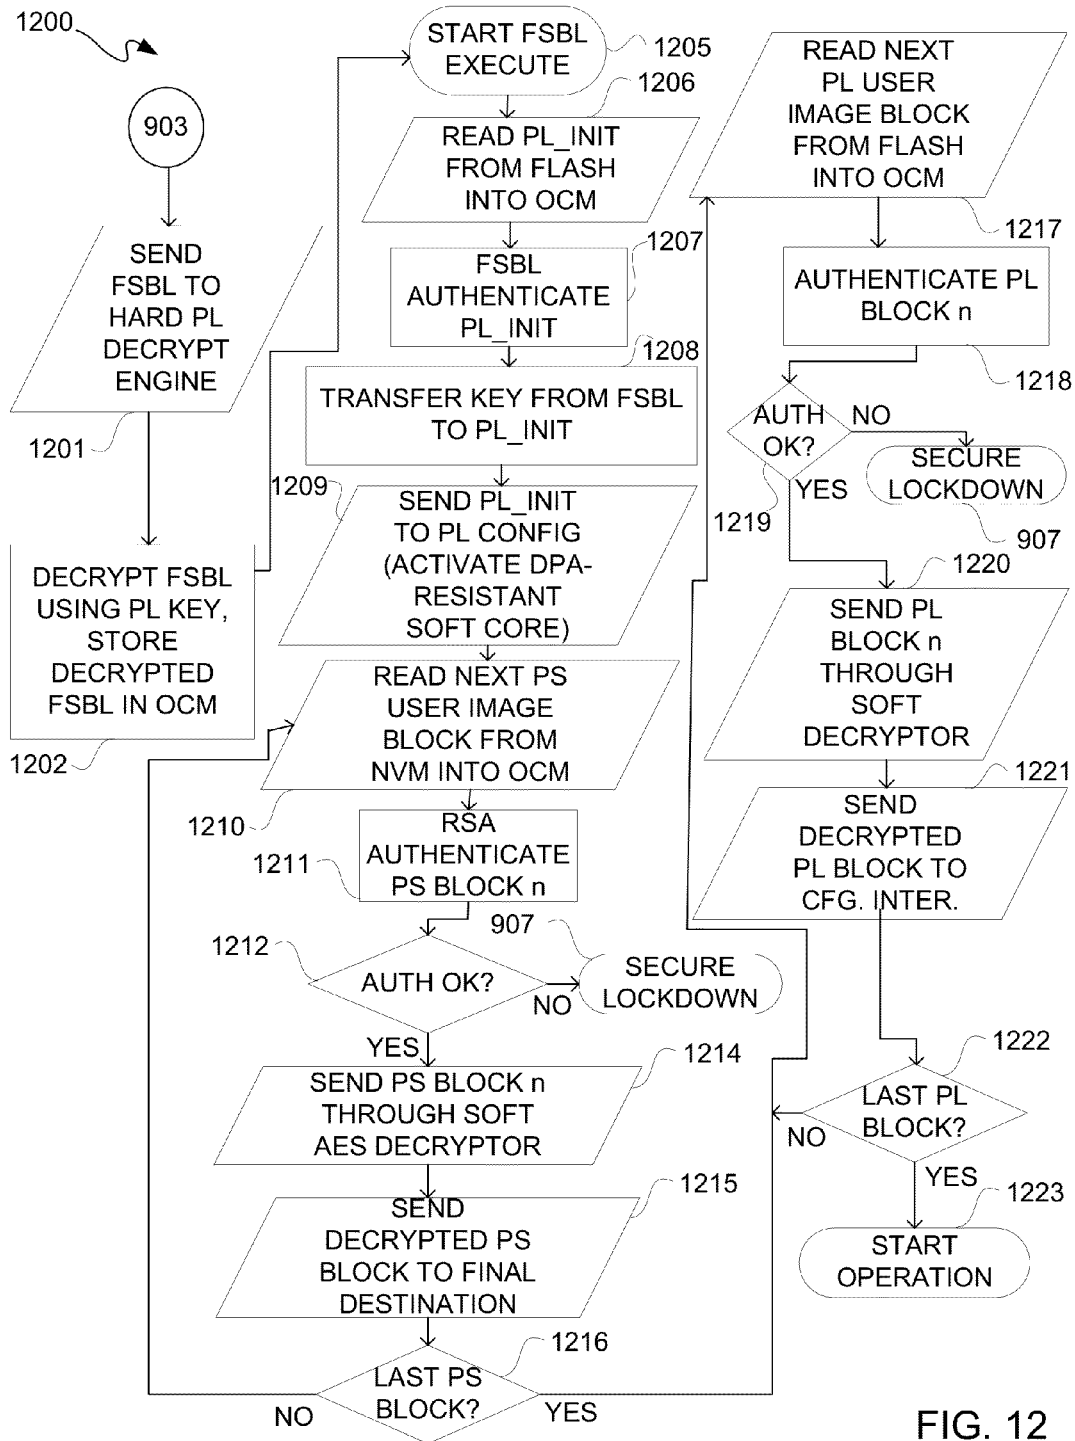 1200
903
SEND
FSBL TO
HARD PL
DECRYPT
ENGINE
1201
DECRYPT FSBL
USING PL KEY,
STORE
DECRYPTED
FSBL IN OCM
1202
START FSBL
EXECUTE
1205
1206
READ PL_INIT
FROM FLASH
INTO OCM
1207
FSBL
AUTHENTICATE
PL_INIT
1208
TRANSFER KEY FROM FSBL
TO PL_INIT
1209
SEND PL_INIT
TO PL CONFIG
(ACTIVATE DPA-
RESISTANT
SOFT CORE)
READ NEXT PS
USER IMAGE
BLOCK FROM
NVM INTO OCM
1210
RSA
AUTHENTICATE
PS BLOCK n
1211
1212
AUTH OK?
NO
907
SECURE
LOCKDOWN
YES
1214
SEND PS BLOCK n
THROUGH SOFT
AES DECRYPTOR
1215
SEND
DECRYPTED PS
BLOCK TO FINAL
DESTINATION
1216
LAST PS
BLOCK?
NO
YES
READ NEXT
PL USER
IMAGE BLOCK
FROM FLASH
INTO OCM
1217
AUTHENTICATE PL
BLOCK n
1218
AUTH
OK?
NO
SECURE
LOCKDOWN
YES
1219
907
1220
SEND PL
BLOCK n
THROUGH
SOFT
DECRYPTOR
1221
SEND
DECRYPTED
PL BLOCK TO
CFG. INTER.
1222
LAST PL
BLOCK?
NO
YES
1223
START
OPERATION
FIG. 12